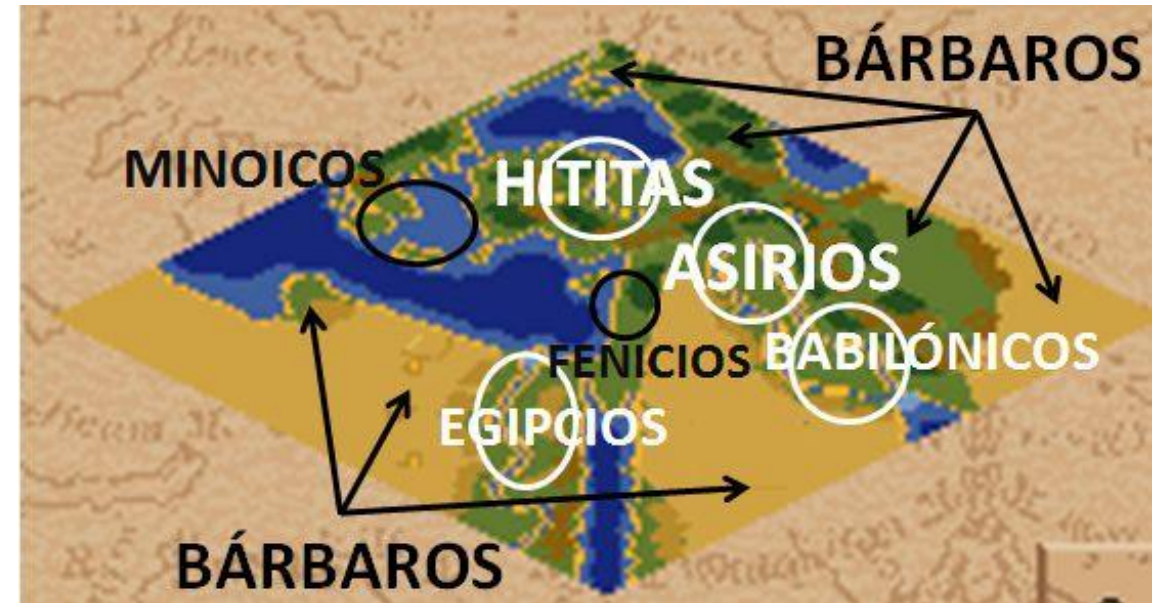 BÁRBAROS
MINOICOS
HITITAS
ASIRIOS
FENICIOS
BABILÓNICOS
EGIPCIOS
BÁRBAROS